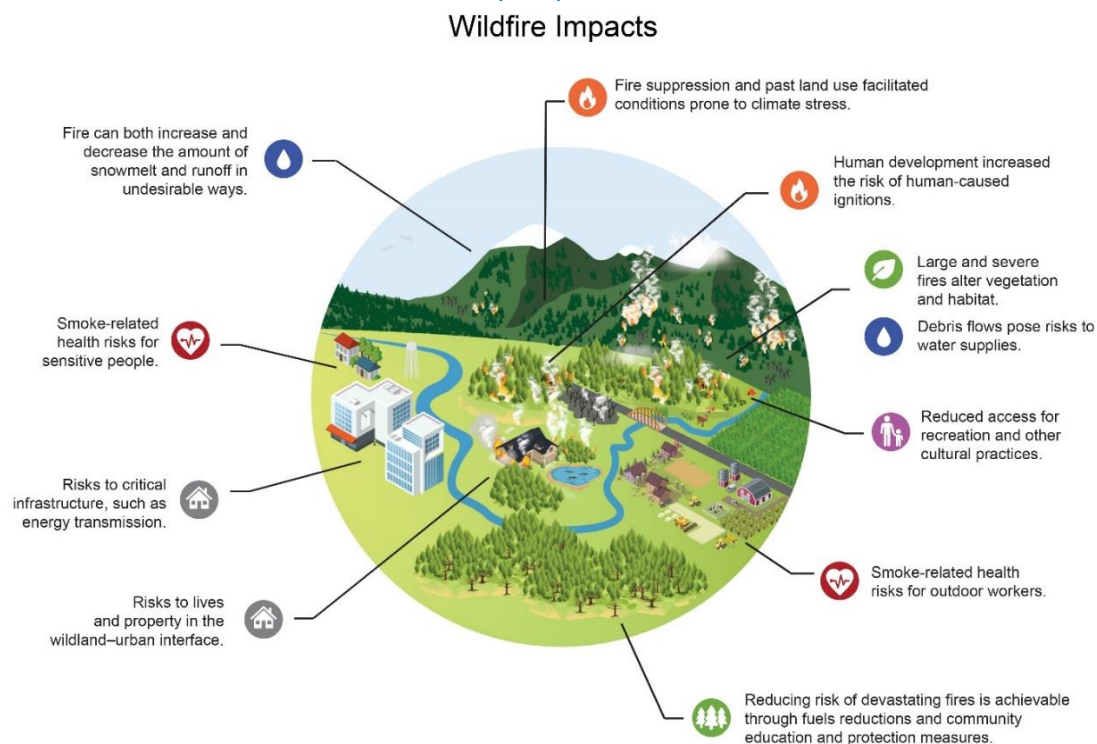 Wildfire Impacts
Fire suppression and past land use facilitated
conditions prone to climate stress.
Fire can both increase and
decrease the amount of
snowmelt and runoff in
undesirable ways.
Human development increased
the risk of human-caused
ignitions.
Large and severe
fires alter vegetation
and habitat.
Debris flows pose risks to
water supplies.
Smoke-related
health risks for
sensitive people.
Reduced access for
recreation and other
cultural practices.
Risks to critical
infrastructure, such as
energy transmission.
Smoke-related health
risks for outdoor workers.
Risks to lives
and property in the
wildland–urban interface.
Reducing risk of devastating fires is achievable
through fuels reductions and community
education and protection measures.